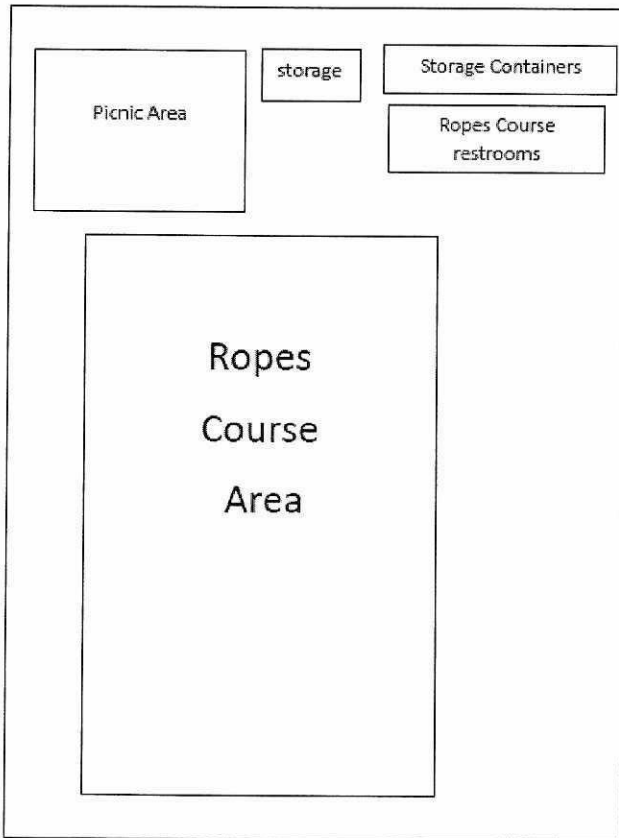 Picnic Area
storage
Storage Containers
Ropes Course
restrooms
Ropes
Course
Area